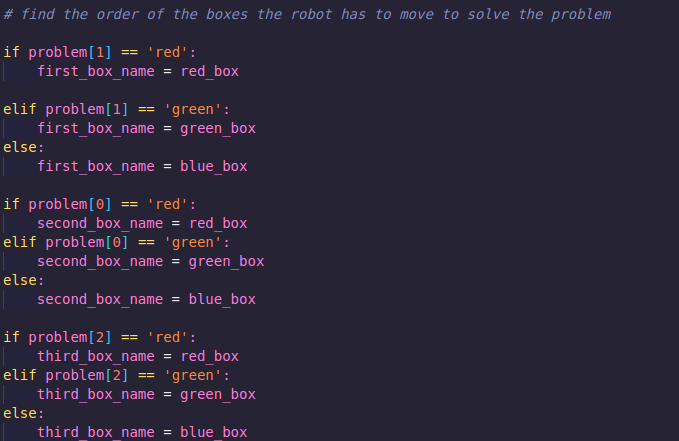 # find the order of the boxes the robot has to move to solve the problem
if problem[1] == 'red':
    first_box_name = red_box
elif problem[1] == 'green':
    first_box_name = green_box
else:
    first_box_name = blue_box
if problem[0] == 'red':
    second_box_name = red_box
elif problem[0] == 'green':
    second_box_name = green_box
else:
    second_box_name = blue_box
if problem[2] == 'red':
    third_box_name = red_box
elif problem[2] == 'green':
    third_box_name = green_box
else:
    third_box_name = blue_box